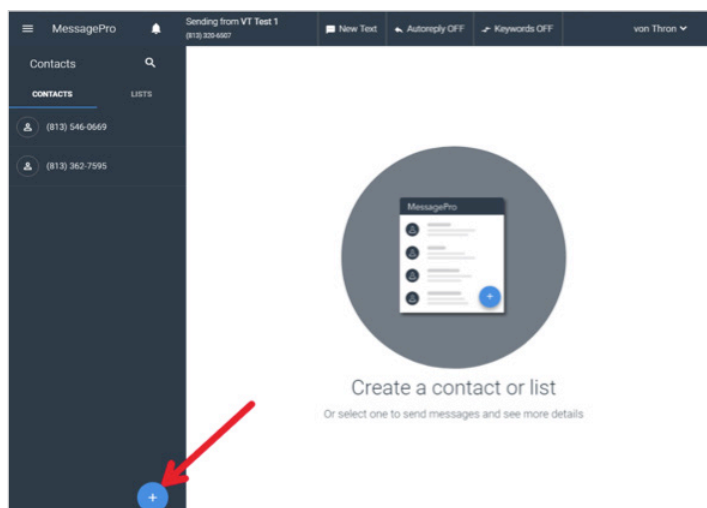 MessagePro
Sending from VT Test 1
(813) 320-6507
New Text
Autoreply OFF
Keywords OFF
von Thron
Contacts
CONTACTS
LISTS
(813) 546-0669
(813) 362-7595
MessagePro
Create a contact or list
Or select one to send messages and see more details